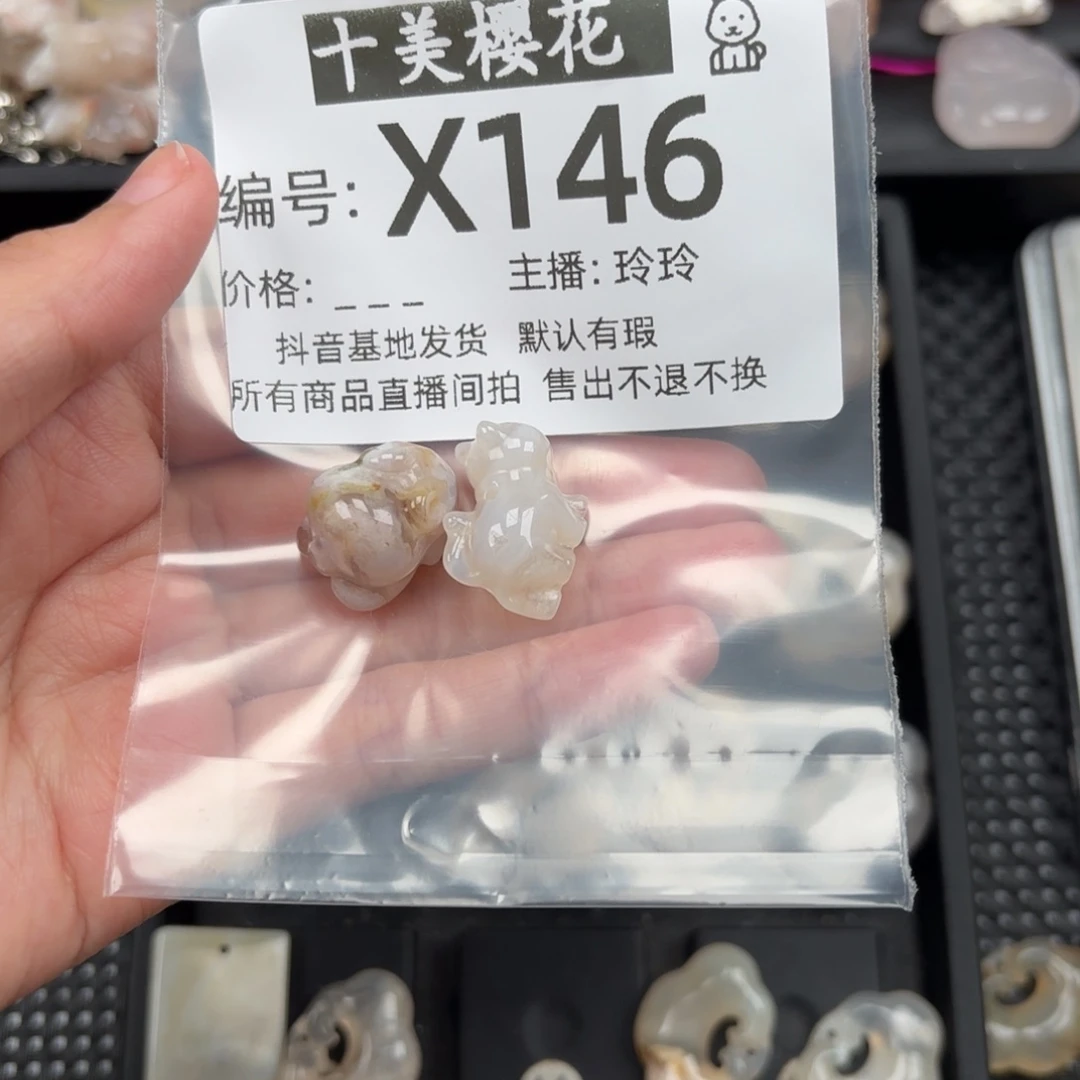 十美樱花
编号: X146
价格: _ _ _ 主播: 玲玲
抖音基地发货 默认有瑕
所有商品直播间拍 售出不退不换